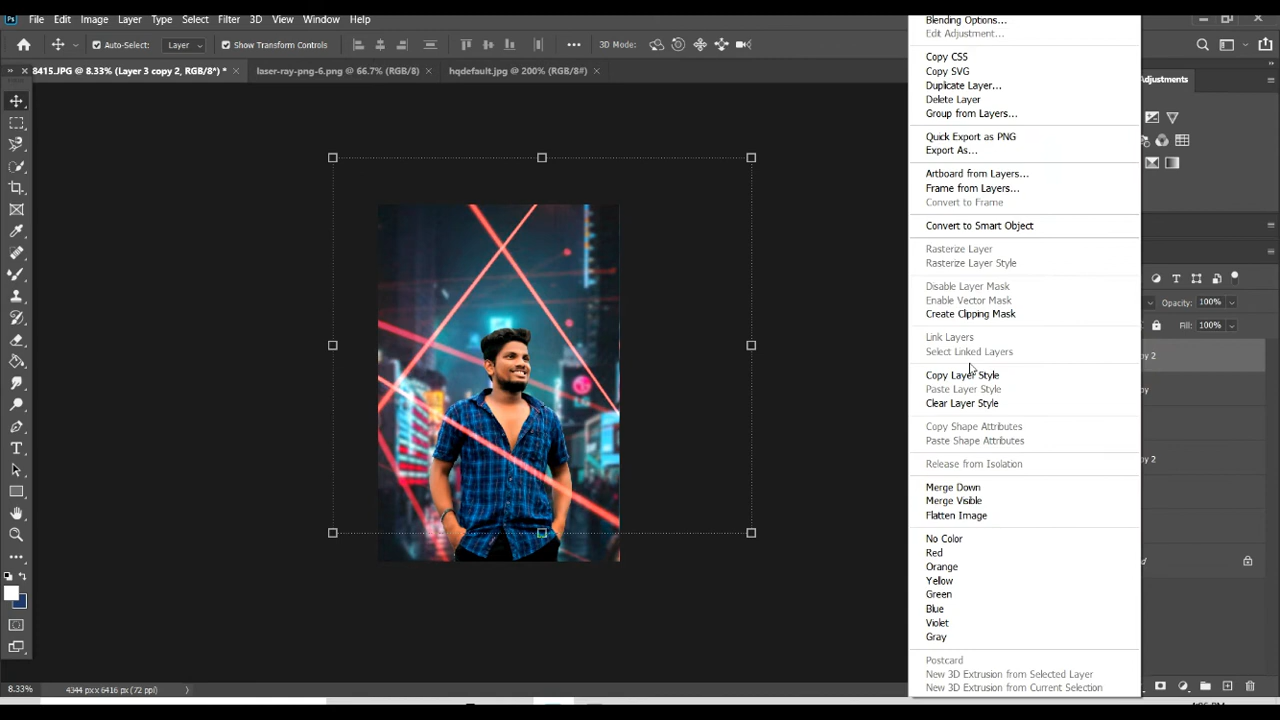 Ps File Edit Image Layer Type Select Filter 3D View Window Help
Auto-Select: Layer Show Transform Controls ••• 3D Mode:
8415.JPG @ 8.33% (Layer 3 copy 2, RGB/8*) * × laser-ray-png-6.png @ 66.7% (RGB/8) × hqdefault.jpg @ 200% (RGB/8#) ×
Adjustments
Blending Options...
Edit Adjustment...
Copy CSS
Copy SVG
Duplicate Layer...
Delete Layer
Group from Layers...
Quick Export as PNG
Export As...
Artboard from Layers...
Frame from Layers...
Convert to Frame
Convert to Smart Object
Rasterize Layer
Rasterize Layer Style
Disable Layer Mask
Enable Vector Mask
Create Clipping Mask
Link Layers
Select Linked Layers
Copy Layer Style
Paste Layer Style
Clear Layer Style
Copy Shape Attributes
Paste Shape Attributes
Release from Isolation
Merge Down
Merge Visible
Flatten Image
No Color
Red
Orange
Yellow
Green
Blue
Violet
Gray
Postcard
New 3D Extrusion from Selected Layer
New 3D Extrusion from Current Selection
Opacity: 100%
Fill: 100%
py 2
py
py 2
d
8.33% 4344 px x 6416 px (72 ppi)